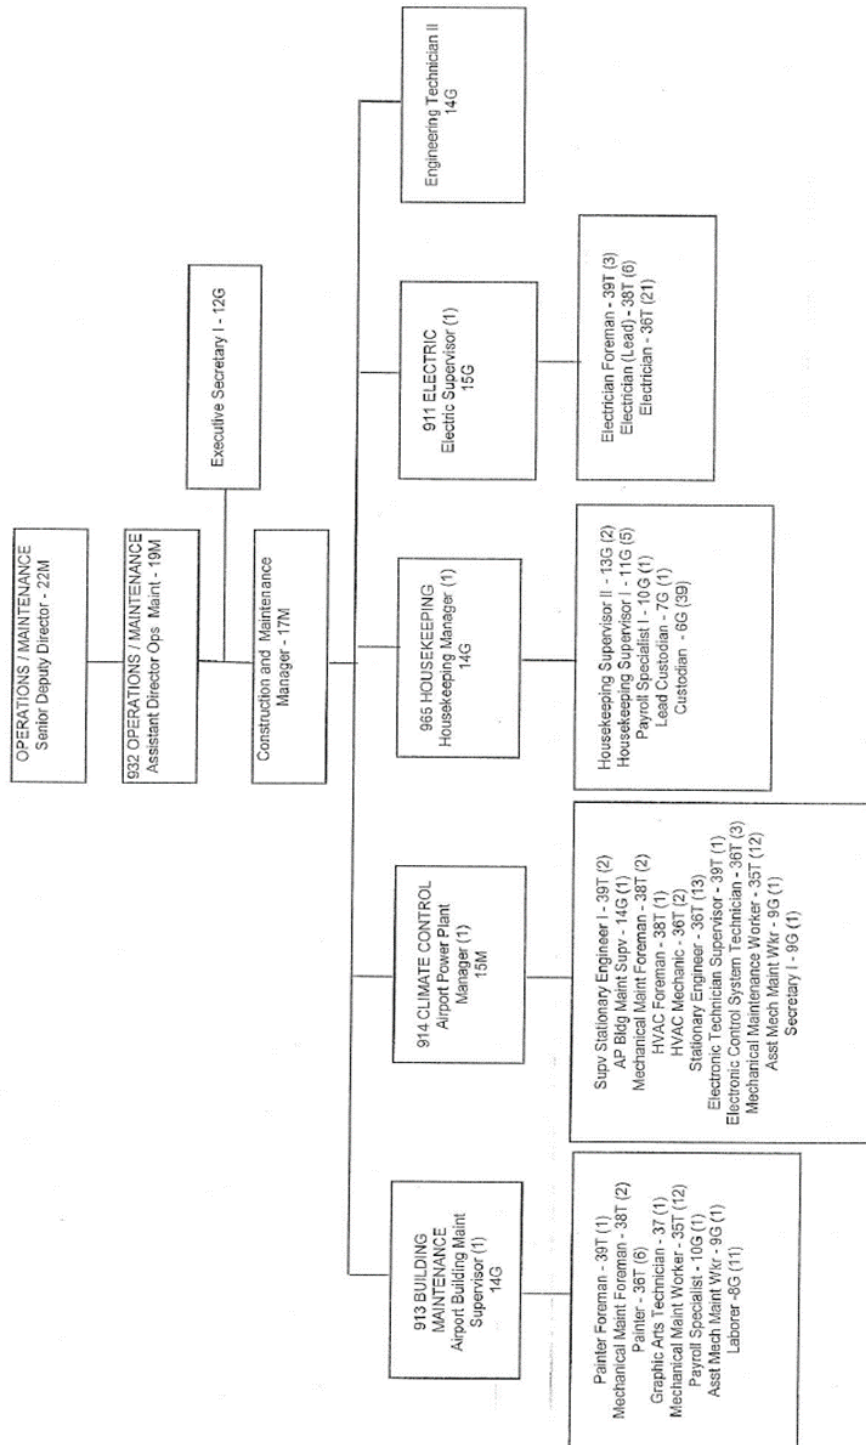 OPERATIONS / MAINTENANCE
Senior Deputy Director - 22M
932 OPERATIONS / MAINTENANCE
Assistant Director Ops Maint - 19M
Executive Secretary I - 12G
Construction and Maintenance
Manager - 17M
913 BUILDING
MAINTENANCE
Airport Building Maint
Supervisor (1)
14G
914 CLIMATE CONTROL
Airport Power Plant
Manager (1)
15M
965 HOUSEKEEPING
Housekeeping Manager (1)
14G
911 ELECTRIC
Electric Supervisor (1)
15G
Engineering Technician II
14G
Painter Foreman - 39T (1)
Mechanical Maint Foreman - 38T (2)
Painter - 36T (6)
Graphic Arts Technician - 37 (1)
Mechanical Maint Worker - 35T (12)
Payroll Specialist - 10G (1)
Asst Mech Maint Wkr - 9G (1)
Laborer -8G (11)
Supv Stationary Engineer I - 39T (2)
AP Bldg Maint Supv - 14G (1)
Mechanical Maint Foreman - 38T (2)
HVAC Foreman - 38T (1)
HVAC Mechanic - 36T (2)
Stationary Engineer - 36T (13)
Electronic Technician Supervisor - 39T (1)
Electronic Control System Technician - 36T (3)
Mechanical Maintenance Worker - 35T (12)
Asst Mech Maint Wkr - 9G (1)
Secretary I - 9G (1)
Housekeeping Supervisor II - 13G (2)
Housekeeping Supervisor I - 11G (5)
Payroll Specialist I - 10G (1)
Lead Custodian - 7G (1)
Custodian - 6G (39)
Electrician Foreman - 39T (3)
Electrician (Lead) - 38T (6)
Electrician - 36T (21)